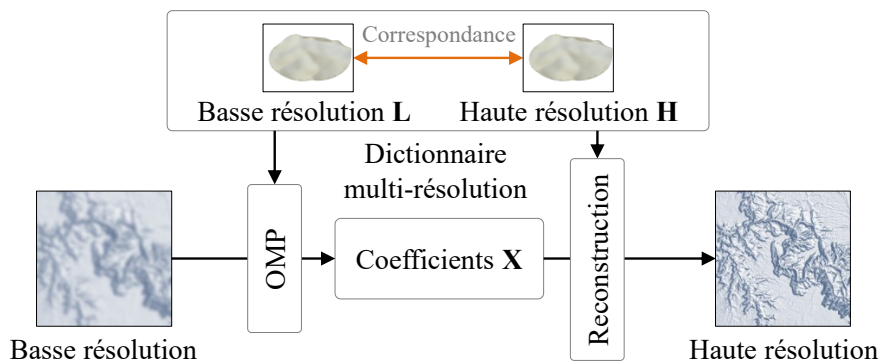 Correspondance
Basse résolution L
Haute résolution H
Dictionnaire
multi-résolution
OMP
Coefficients X
Reconstruction
Basse résolution
Haute résolution